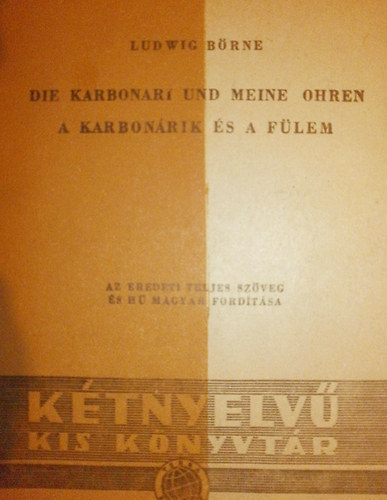 LUDWIG BÖRNE
DIE KARBONARI UND MEINE OHREN
A KARBONÁRIK ÉS A FÜLEM
AZ EREDETI TELJES SZÖVEG
ÉS HŰ MAGYAR FORDÍTÁSA
KÉTNYELVŰ
KIS KÖNYVTÁR